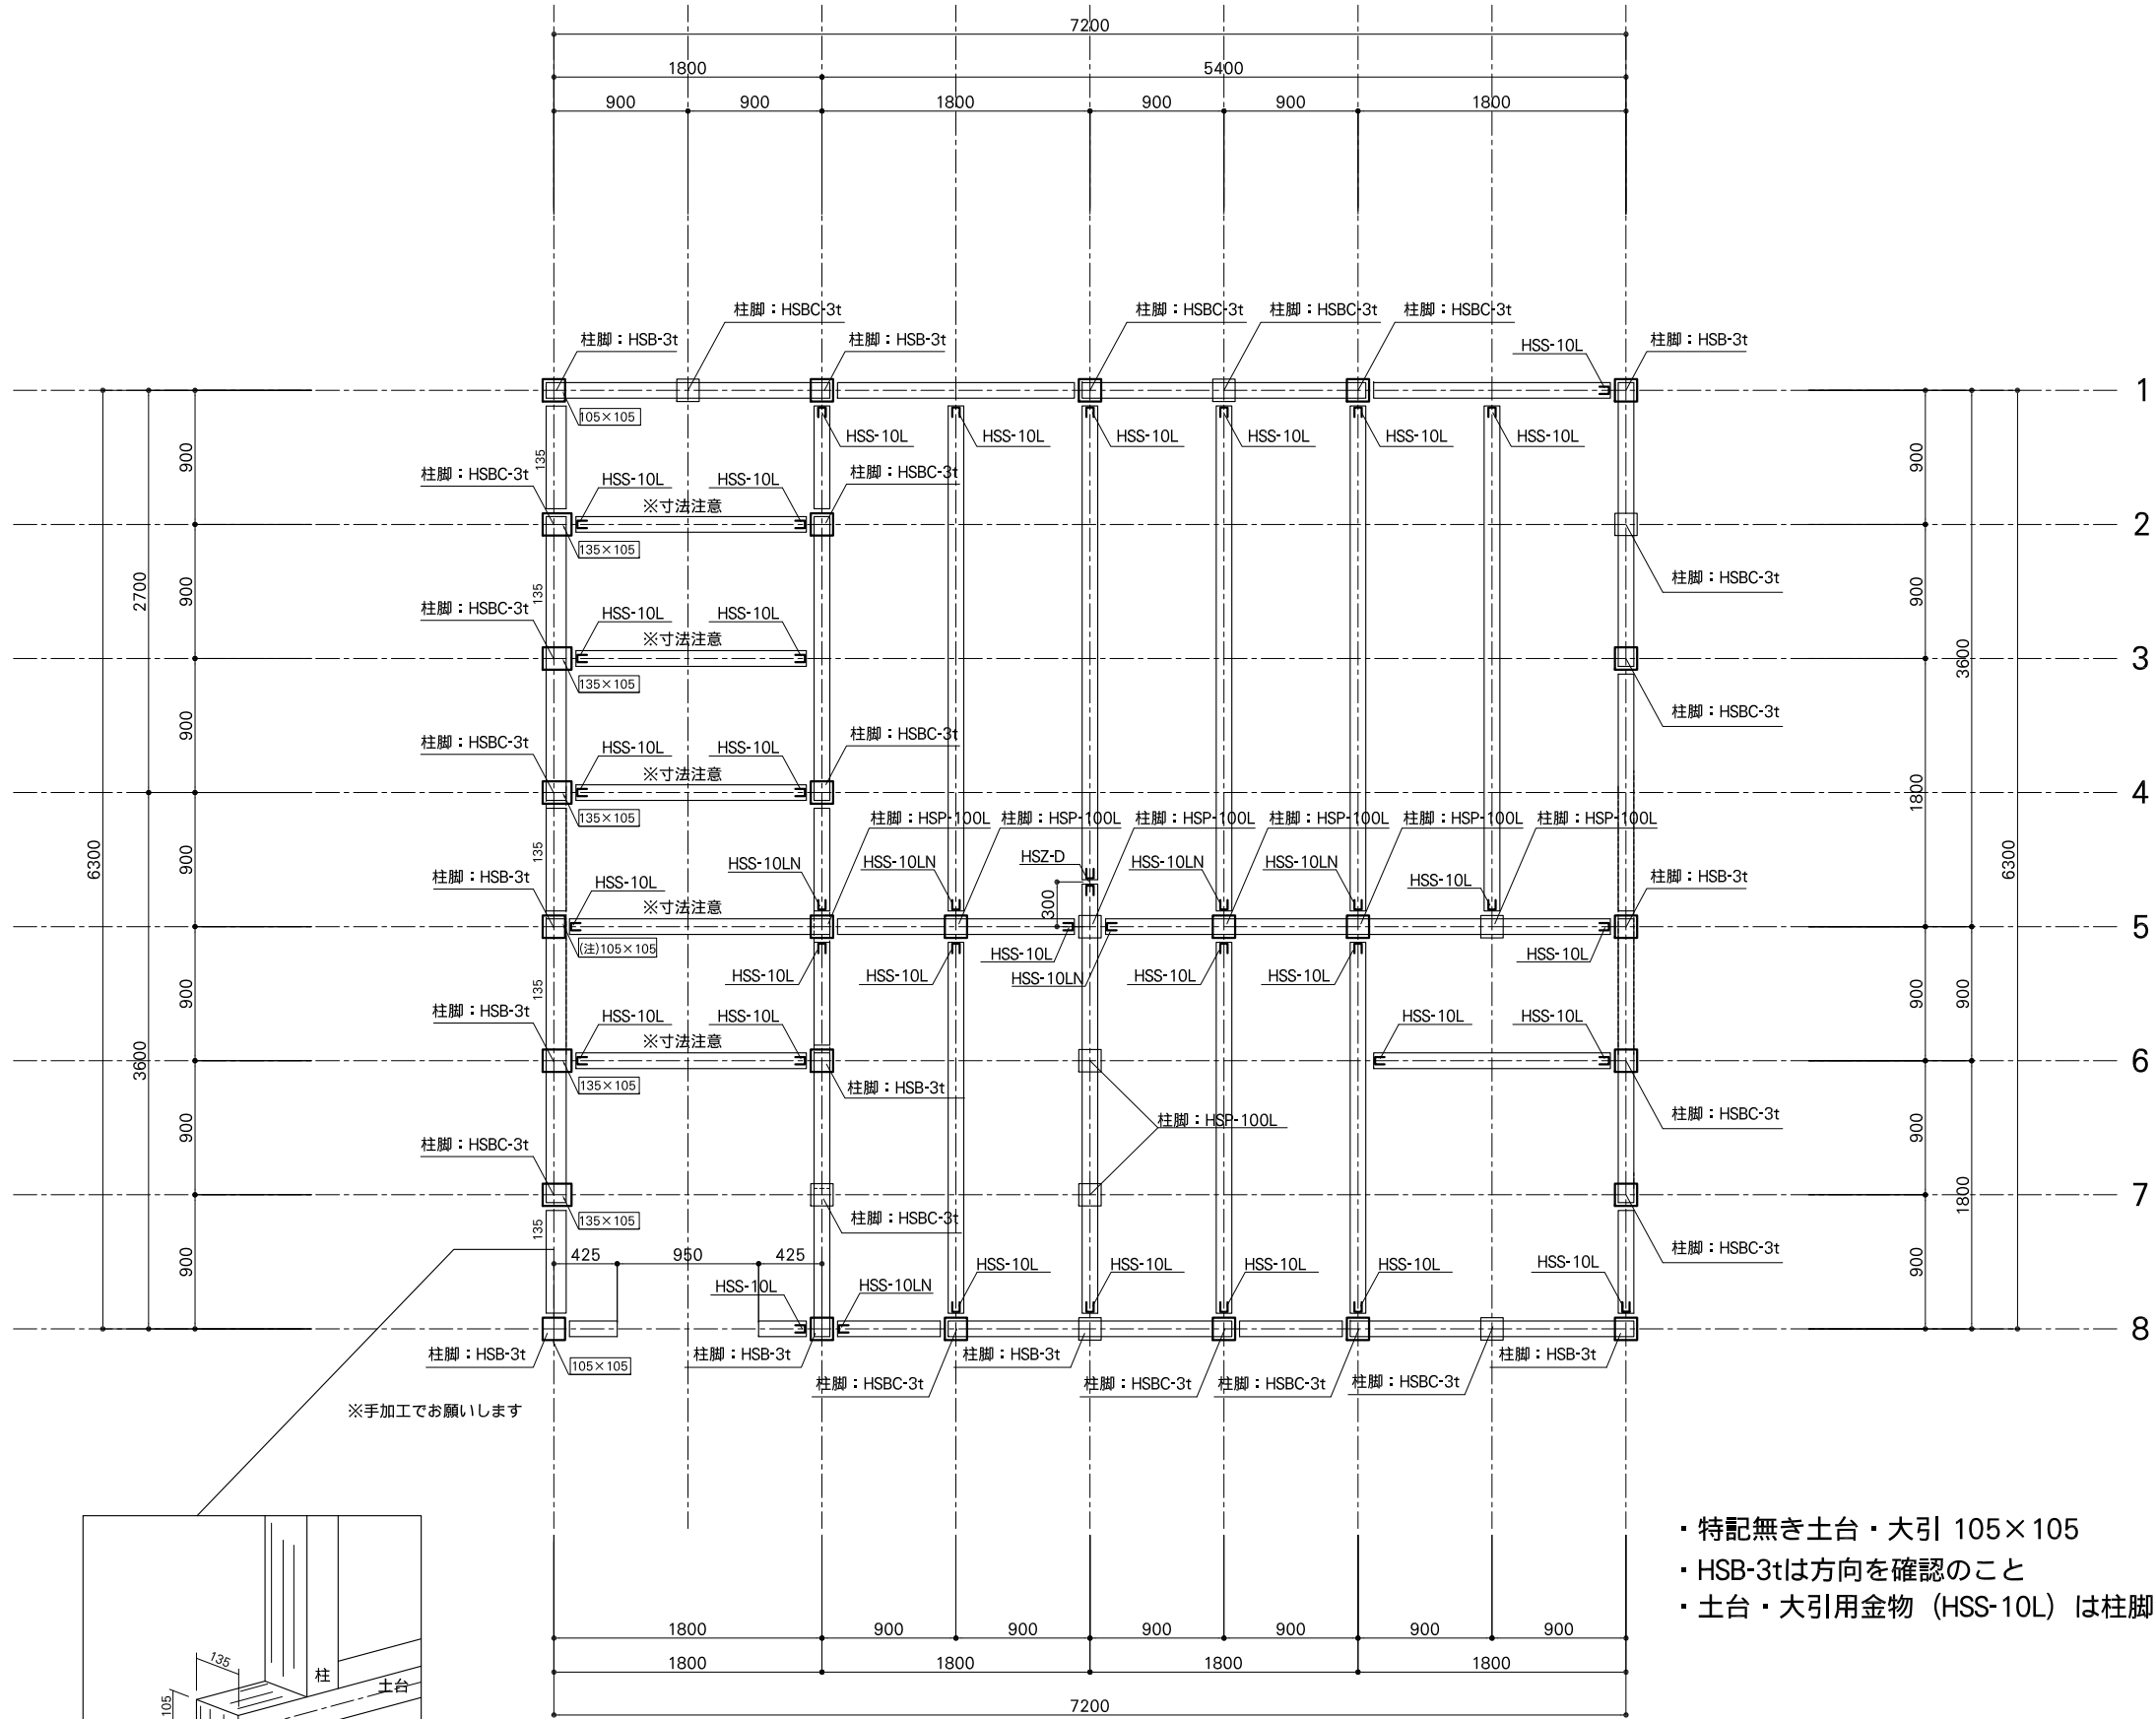 7200
1800
5400
900
900
1800
900
900
1800
柱脚：HSBC-3t
柱脚：HSBC-3t
柱脚：HSBC-3t
柱脚：HSBC-3t
柱脚：HSB-3t
柱脚：HSB-3t
HSS-10L
柱脚：HSB-3t
1
105×105
HSS-10L
HSS-10L
HSS-10L
HSS-10L
HSS-10L
HSS-10L
900
135
900
柱脚：HSBC-3t
HSS-10L
HSS-10L
柱脚：HSBC-3t
※寸法注意
2
135×105
2700
900
135
柱脚：HSBC-3t
900
柱脚：HSBC-3t
HSS-10L
HSS-10L
※寸法注意
3
3600
135×105
柱脚：HSBC-3t
900
柱脚：HSBC-3t
HSS-10L
HSS-10L
柱脚：HSBC-3t
※寸法注意
4
1800
135×105
柱脚：HSP-100L
柱脚：HSP-100L
柱脚：HSP-100L
柱脚：HSP-100L
柱脚：HSP-100L
柱脚：HSP-100L
6300
900
135
HSS-10LN
HSS-10LN
HSZ-D
HSS-10LN
HSS-10LN
6300
柱脚：HSB-3t
HSS-10L
HSS-10L
柱脚：HSB-3t
※寸法注意
300
5
(注)105×105
HSS-10L
HSS-10L
HSS-10L
HSS-10L
HSS-10LN
HSS-10L
HSS-10L
900
135
900
900
柱脚：HSB-3t
HSS-10L
HSS-10L
HSS-10L
HSS-10L
※寸法注意
3600
6
135×105
柱脚：HSB-3t
柱脚：HSP-100L
柱脚：HSBC-3t
900
900
柱脚：HSBC-3t
7
1800
135×105
柱脚：HSBC-3t
135
柱脚：HSBC-3t
900
425
950
425
900
HSS-10L
HSS-10LN
HSS-10L
HSS-10L
HSS-10L
HSS-10L
HSS-10L
8
柱脚：HSB-3t
105×105
柱脚：HSB-3t
柱脚：HSB-3t
柱脚：HSB-3t
柱脚：HSBC-3t
柱脚：HSBC-3t
柱脚：HSBC-3t
柱脚：HSBC-3t
※手加工でお願いします
・特記無き土台・大引 105×105
・HSB-3tは方向を確認のこと
・土台・大引用金物（HSS-10L）は柱脚
1800
900
900
900
900
900
900
135
柱
土台
105
1800
1800
1800
1800
7200